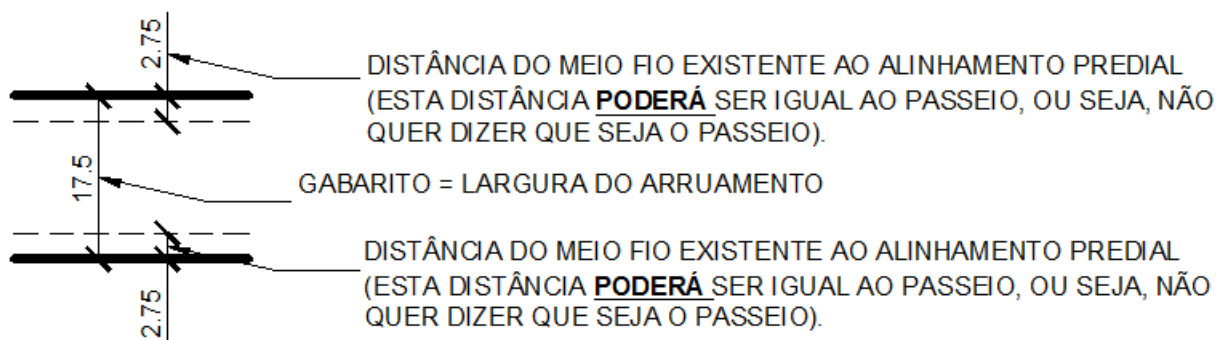 2.75
DISTÂNCIA DO MEIO FIO EXISTENTE AO ALINHAMENTO PREDIAL
(ESTA DISTÂNCIA PODERÁ SER IGUAL AO PASSEIO, OU SEJA, NÃO
QUER DIZER QUE SEJA O PASSEIO).
17.5
GABARITO = LARGURA DO ARRUAMENTO
DISTÂNCIA DO MEIO FIO EXISTENTE AO ALINHAMENTO PREDIAL
(ESTA DISTÂNCIA PODERÁ SER IGUAL AO PASSEIO, OU SEJA, NÃO
QUER DIZER QUE SEJA O PASSEIO).
2.75